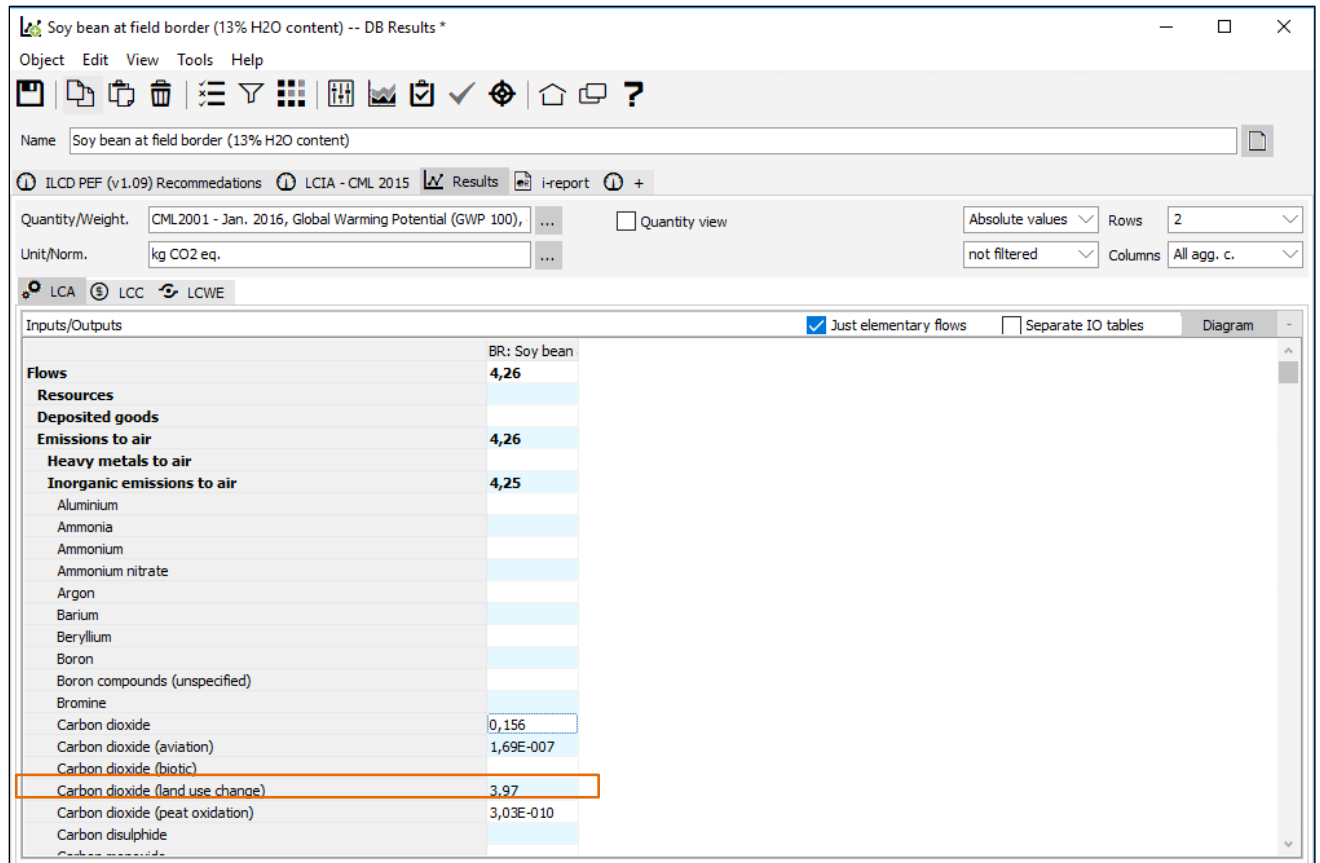 Soy bean at field border (13% H2O content) -- DB Results *
Object Edit View Tools Help
Name Soy bean at field border (13% H2O content)
ILCD PEF (v1.09) Recommedations LCIA - CML 2015 Results i-report +
Quantity/Weight. CML2001 - Jan. 2016, Global Warming Potential (GWP 100), ... Quantity view Absolute values Rows 2
Unit/Norm. kg CO2 eq. ... not filtered Columns All agg. c.
LCA LCC LCWE
Inputs/Outputs Just elementary flows Separate IO tables Diagram -
BR: Soy bean
Flows 4,26
Resources
Deposited goods
Emissions to air 4,26
Heavy metals to air
Inorganic emissions to air 4,25
Aluminium
Ammonia
Ammonium
Ammonium nitrate
Argon
Barium
Beryllium
Boron
Boron compounds (unspecified)
Bromine
Carbon dioxide 0,156
Carbon dioxide (aviation) 1,69E-007
Carbon dioxide (biotic)
Carbon dioxide (land use change) 3,97
Carbon dioxide (peat oxidation) 3,03E-010
Carbon disulphide